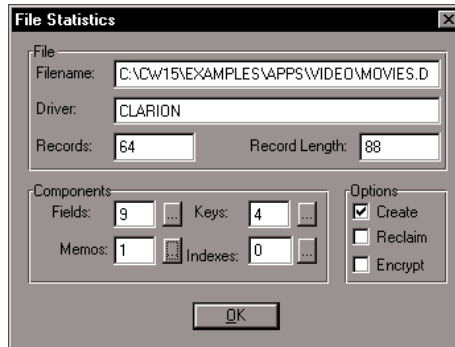 File Statistics
File
Filename: C:\CW15\EXAMPLES\APPS\VIDEO\MOVIES.D
Driver: CLARION
Records: 64 Record Length: 88
Components
Fields: 9 ... Keys: 4 ...
Memos: 1 ... Indexes: 0 ...
Options
Create
Reclaim
Encrypt
OK